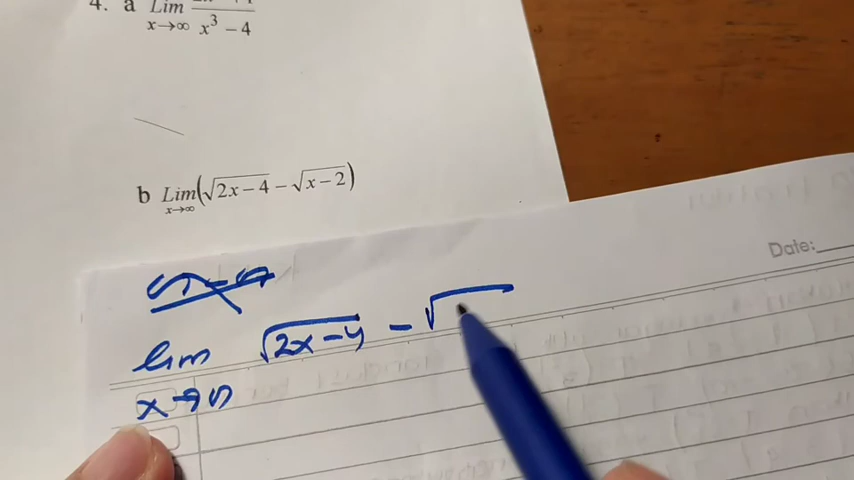 4. a Lim
x→∞ x³ − 4
b Lim (√2x − 4 − √x − 2)
x→∞
Date:
∞ − ∞
lim √2x − 4 − √
x→∞